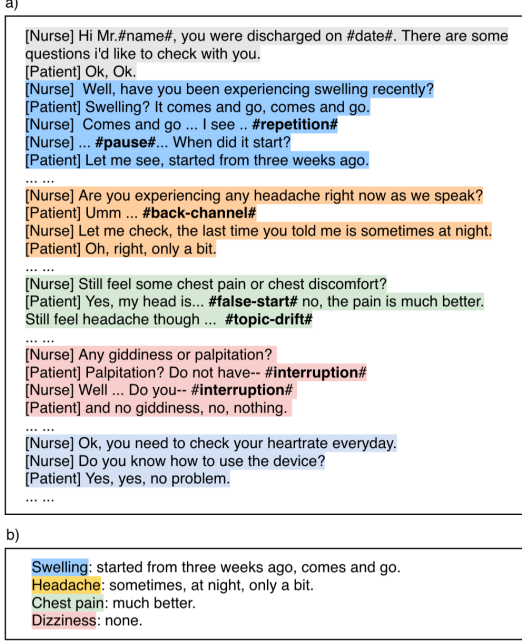 a)
[Nurse] Hi Mr.#name#, you were discharged on #date#. There are some
questions i'd like to check with you.
[Patient] Ok, Ok.
[Nurse] Well, have you been experiencing swelling recently?
[Patient] Swelling? It comes and go, comes and go.
[Nurse] Comes and go ... I see .. #repetition#
[Nurse] ... #pause#... When did it start?
[Patient] Let me see, started from three weeks ago.
... ...
[Nurse] Are you experiencing any headache right now as we speak?
[Patient] Umm ... #back-channel#
[Nurse] Let me check, the last time you told me is sometimes at night.
[Patient] Oh, right, only a bit.
... ...
[Nurse] Still feel some chest pain or chest discomfort?
[Patient] Yes, my head is... #false-start# no, the pain is much better.
Still feel headache though ... #topic-drift#
... ...
[Nurse] Any giddiness or palpitation?
[Patient] Palpitation? Do not have-- #interruption#
[Nurse] Well ... Do you-- #interruption#
[Patient] and no giddiness, no, nothing.
... ...
[Nurse] Ok, you need to check your heartrate everyday.
[Nurse] Do you know how to use the device?
[Patient] Yes, yes, no problem.
... ...
b)
Swelling: started from three weeks ago, comes and go.
Headache: sometimes, at night, only a bit.
Chest pain: much better.
Dizziness: none.